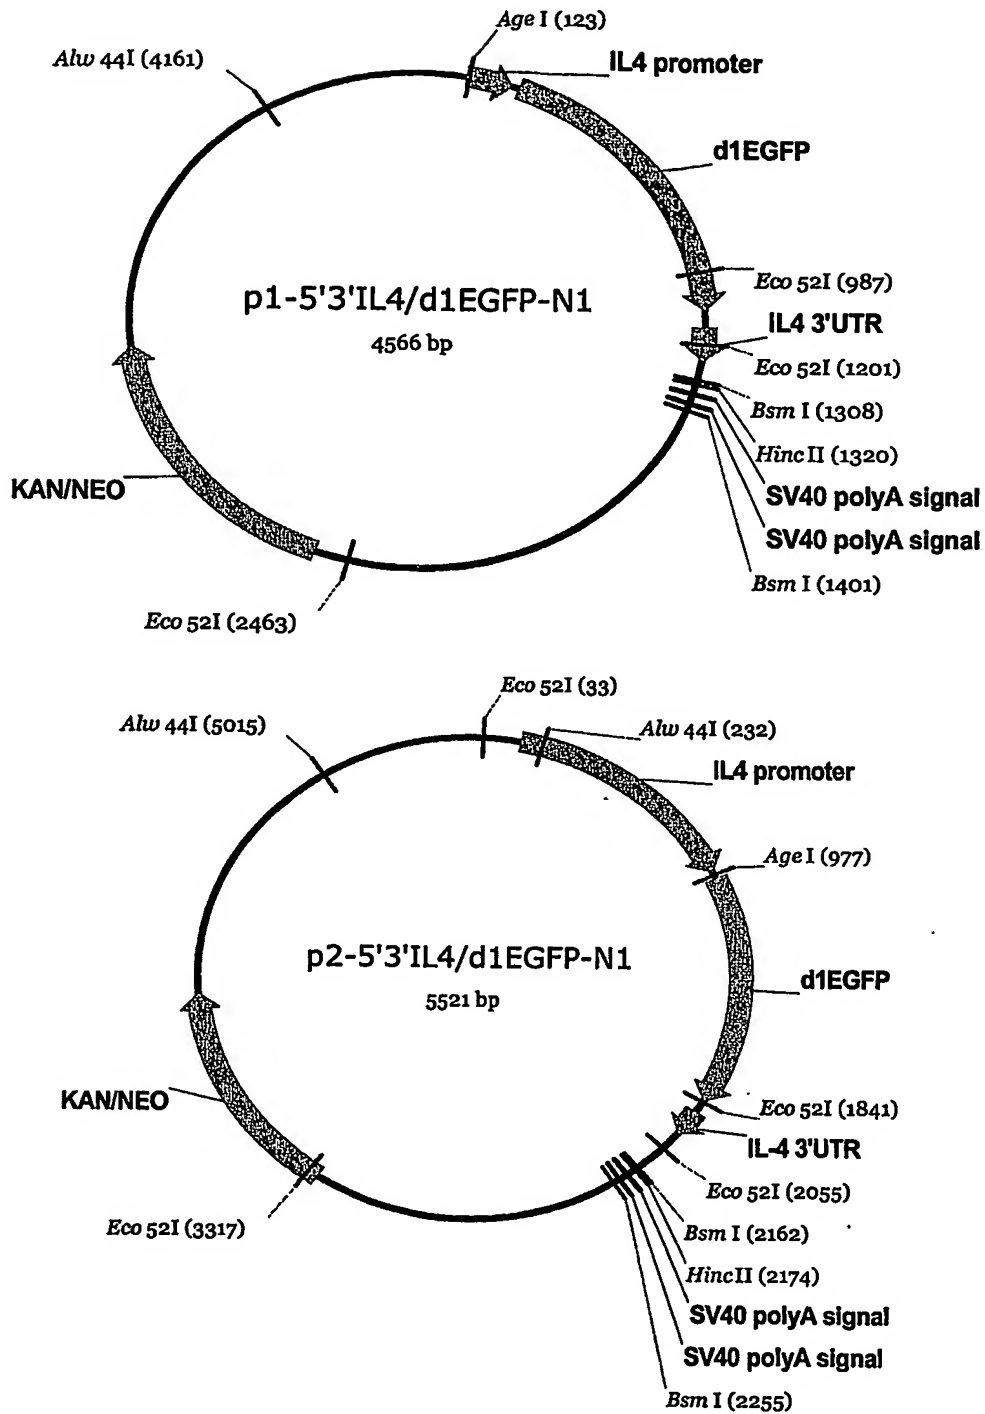 Age I (123)
Alw 44I (4161)
IL4 promoter
d1EGFP
Eco 52I (987)
p1-5'3'IL4/d1EGFP-N1
4566 bp
IL4 3'UTR
Eco 52I (1201)
Bsm I (1308)
Hinc II (1320)
KAN/NEO
SV40 polyA signal
SV40 polyA signal
Bsm I (1401)
Eco 52I (2463)
Eco 52I (33)
Alw 44I (5015)
Alw 44I (232)
IL4 promoter
Age I (977)
p2-5'3'IL4/d1EGFP-N1
5521 bp
d1EGFP
KAN/NEO
Eco 52I (1841)
IL-4 3'UTR
Eco 52I (2055)
Eco 52I (3317)
Bsm I (2162)
Hinc II (2174)
SV40 polyA signal
SV40 polyA signal
Bsm I (2255)